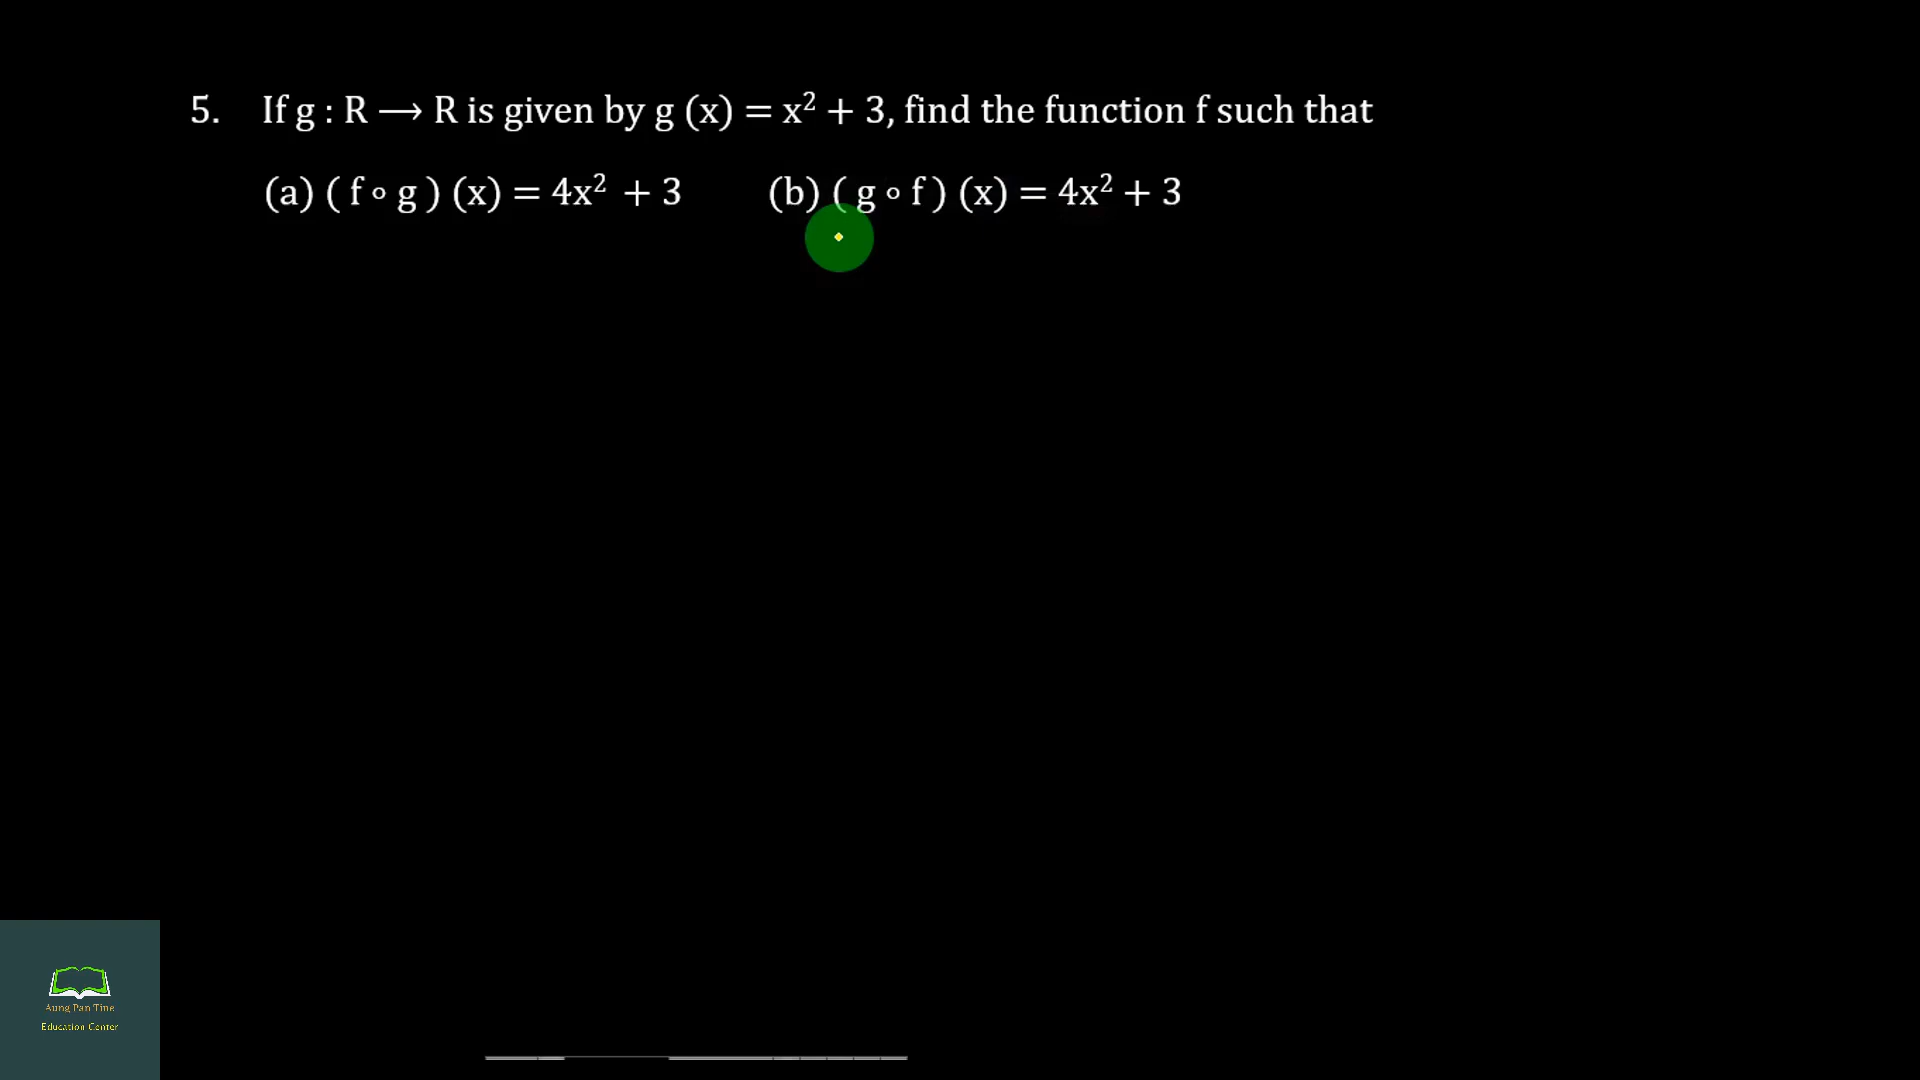 5. If g : R ⟶ R is given by g (x) = x² + 3, find the function f such that
(a) ( f ∘ g ) (x) = 4x² + 3 (b) ( g ∘ f ) (x) = 4x² + 3
Aung Pan Tine
Education Center